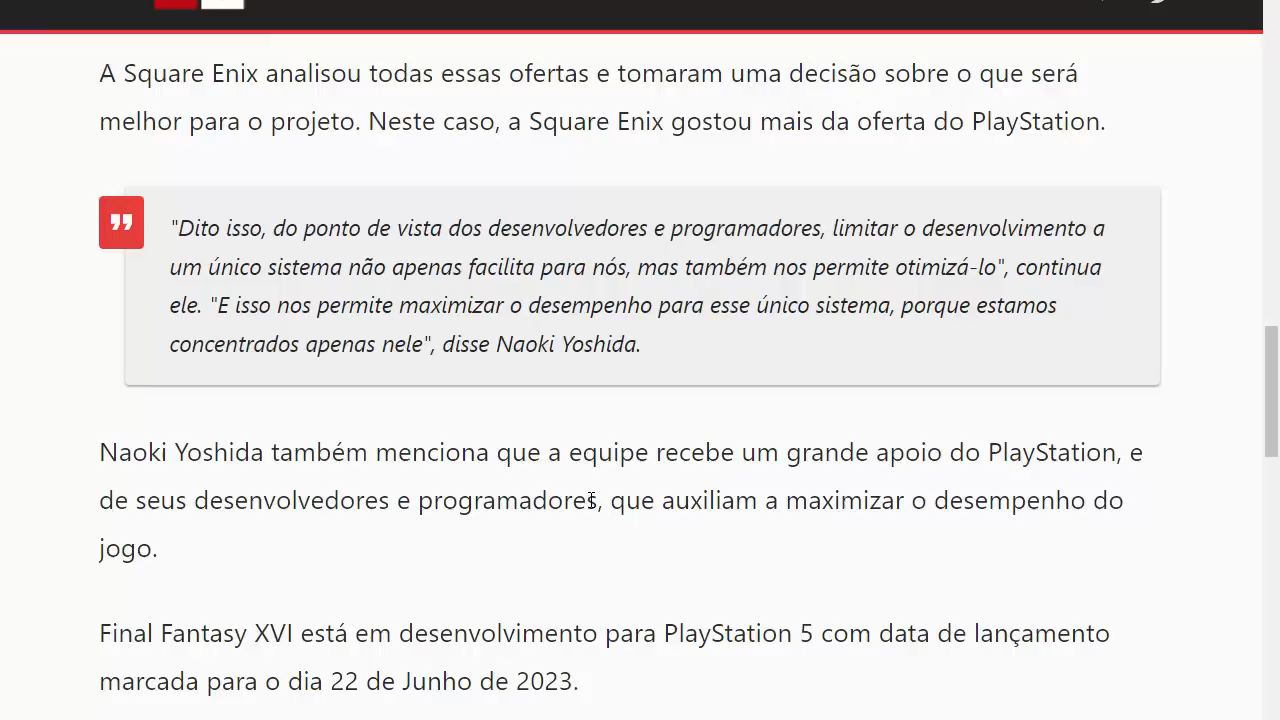 A Square Enix analisou todas essas ofertas e tomaram uma decisão sobre o que será
melhor para o projeto. Neste caso, a Square Enix gostou mais da oferta do PlayStation.
"Dito isso, do ponto de vista dos desenvolvedores e programadores, limitar o desenvolvimento a
um único sistema não apenas facilita para nós, mas também nos permite otimizá-lo", continua
ele. "E isso nos permite maximizar o desempenho para esse único sistema, porque estamos
concentrados apenas nele", disse Naoki Yoshida.
Naoki Yoshida também menciona que a equipe recebe um grande apoio do PlayStation, e
de seus desenvolvedores e programadores, que auxiliam a maximizar o desempenho do
jogo.
Final Fantasy XVI está em desenvolvimento para PlayStation 5 com data de lançamento
marcada para o dia 22 de Junho de 2023.